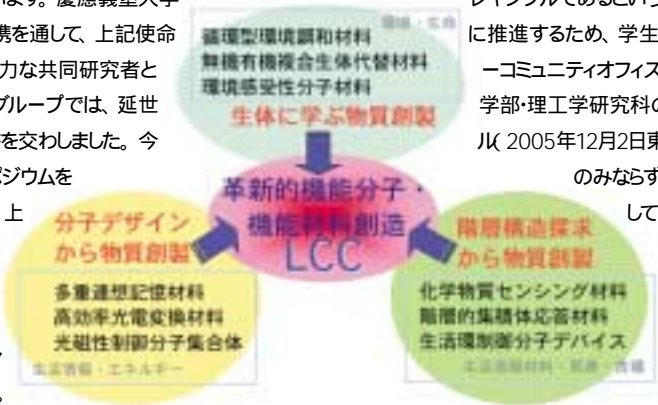 ます。慶應義塾大学
携を通して、上記使命
力な共同研究者と
グループでは、延世
を交わしました。今
ポジウムを
上
に推進するため、学生
ーコミュニティオフィス
学部・理工学研究科の
ル(2005年12月2日東
のみならず
して
環境・生命
循環型環境調和材料
無機有機複合生体代替材料
環境感受性分子材料
生体に学ぶ物質創製
革新的機能分子・
機能材料創造
LCC
分子デザイン
から物質創製
多重連想記憶材料
高効率光電変換材料
光磁性制御分子集合体
生活情報・エネルギー
階層構造探求
から物質創製
化学物質センシング材料
階層的集積体応答材料
生活環制御分子デバイス